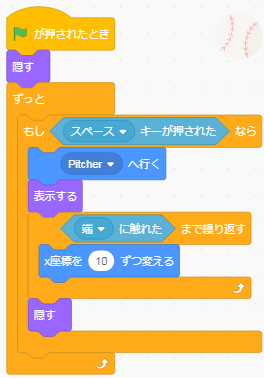 が押されたとき
隠す
ずっと
もし スペース キーが押された なら
Pitcher へ行く
表示する
端 に触れた まで繰り返す
x座標を 10 ずつ変える
隠す